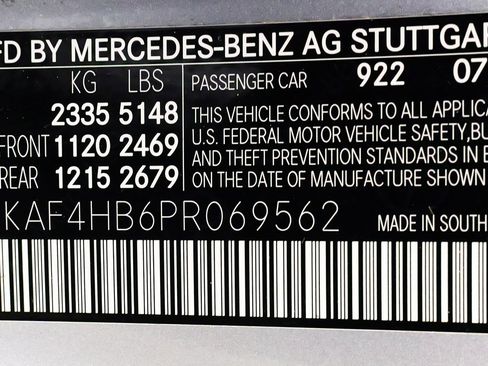 FD BY MERCEDES-BENZ AG STUTTGAR
KG LBS PASSENGER CAR 922 07
2335 5148 THIS VEHICLE CONFORMS TO ALL APPLICA
FRONT 1120 2469 U.S. FEDERAL MOTOR VEHICLE SAFETY, BU
REAR 1215 2679 AND THEFT PREVENTION STANDARDS IN E
ON THE DATE OF MANUFACTURE SHOWN
KAF4HB6PR069562 MADE IN SOUTH